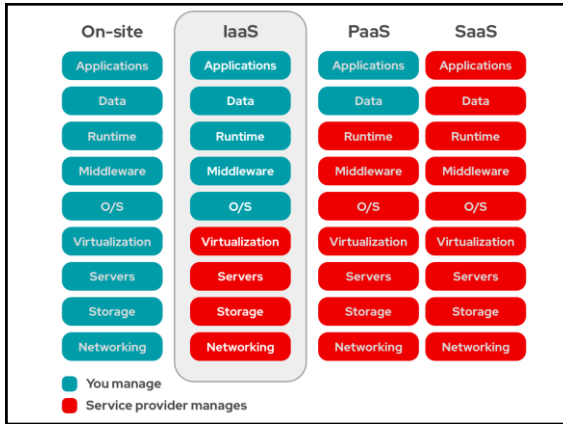 On-site IaaS PaaS SaaS
Applications Applications Applications Applications
Data Data Data Data
Runtime Runtime Runtime Runtime
Middleware Middleware Middleware Middleware
O/S O/S O/S O/S
Virtualization Virtualization Virtualization Virtualization
Servers Servers Servers Servers
Storage Storage Storage Storage
Networking Networking Networking Networking
You manage
Service provider manages